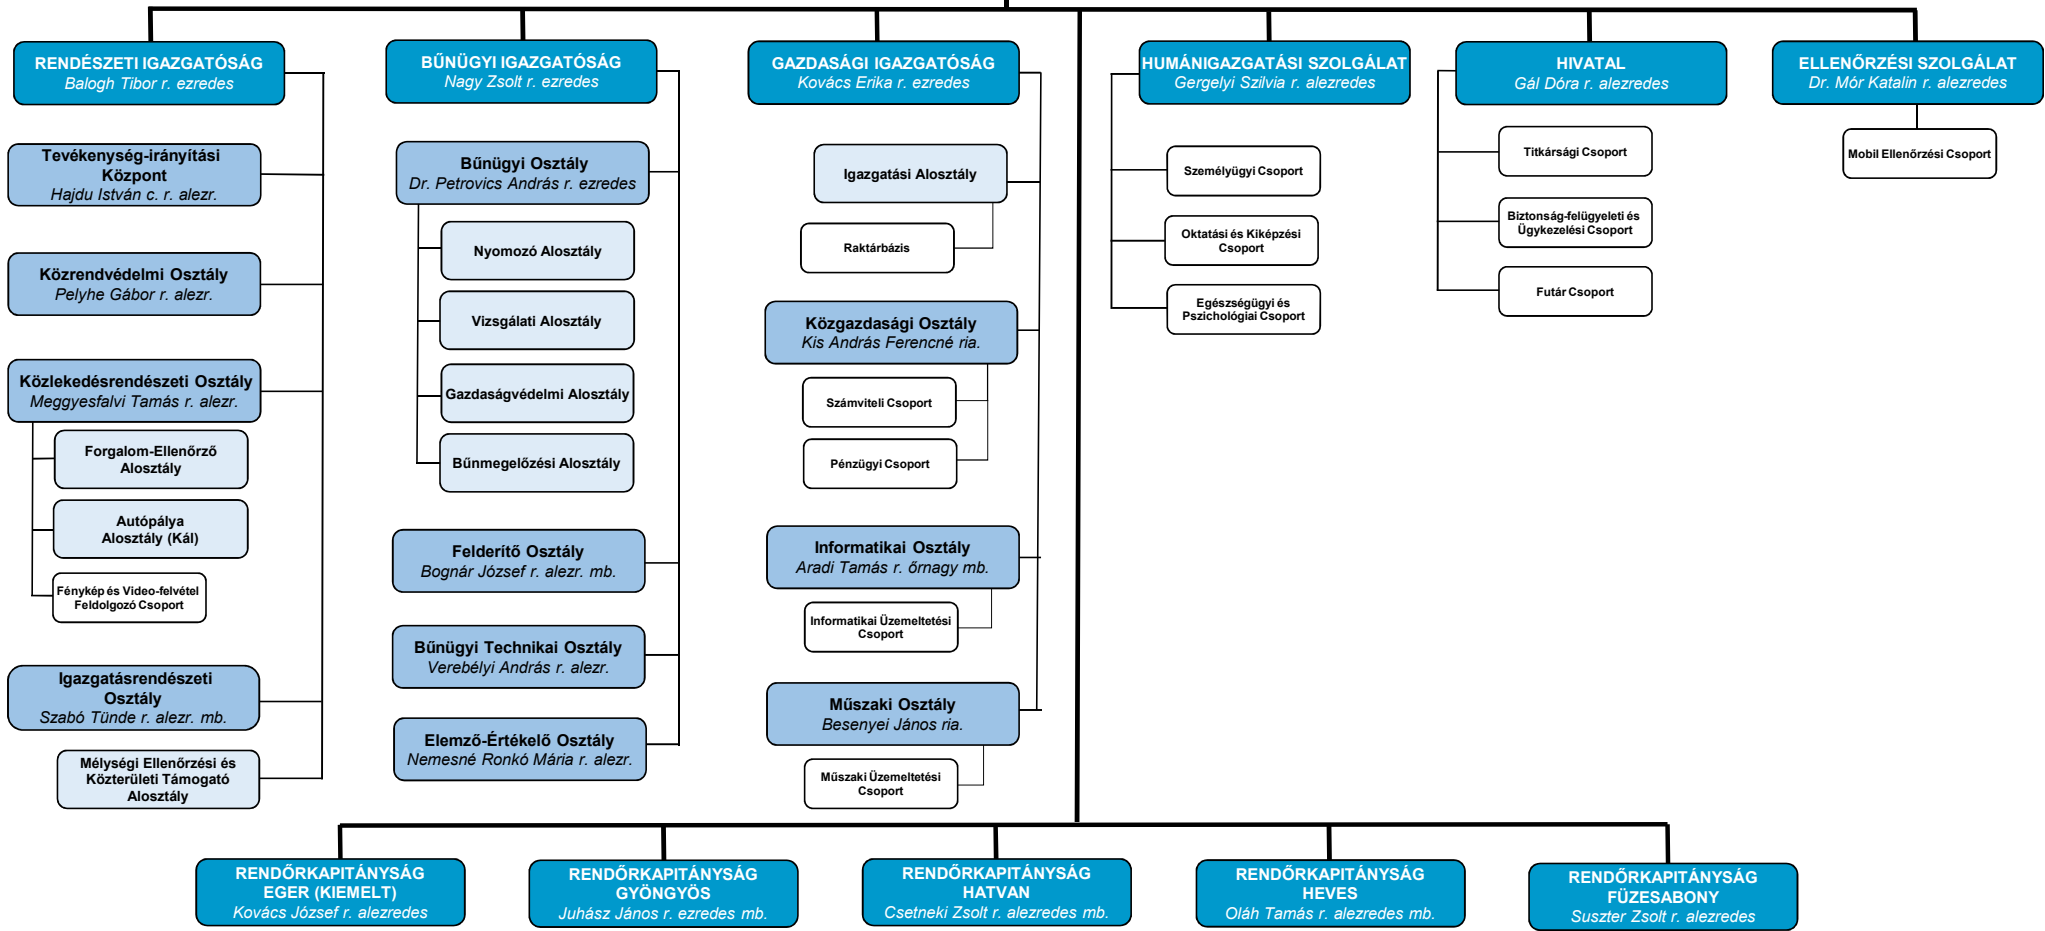 RENDÉSZETI IGAZGATÓSÁG
Balogh Tibor r. ezredes
Tevékenység-irányítási
Központ
Hajdu István c. r. alezr.
Közrendvédelmi Osztály
Pelyhe Gábor r. alezr.
Közlekedésrendészeti Osztály
Meggyesfalvi Tamás r. alezr.
Forgalom-Ellenőrző
Alosztály
Autópálya
Alosztály (Kál)
Fénykép és Video-felvétel
Feldolgozó Csoport
Igazgatásrendészeti
Osztály
Szabó Tünde r. alezr. mb.
Mélységi Ellenőrzési és
Közterületi Támogató
Alosztály
BŰNÜGYI IGAZGATÓSÁG
Nagy Zsolt r. ezredes
Bűnügyi Osztály
Dr. Petrovics András r. ezredes
Nyomozó Alosztály
Vizsgálati Alosztály
Gazdaságvédelmi Alosztály
Bűnmegelőzési Alosztály
Felderítő Osztály
Bognár József r. alezr. mb.
Bűnügyi Technikai Osztály
Verebélyi András r. alezr.
Elemző-Értékelő Osztály
Nemesné Ronkó Mária r. alezr.
GAZDASÁGI IGAZGATÓSÁG
Kovács Erika r. ezredes
Igazgatási Alosztály
Raktárbázis
Közgazdasági Osztály
Kis András Ferencné ria.
Számviteli Csoport
Pénzügyi Csoport
Informatikai Osztály
Aradi Tamás r. őrnagy mb.
Informatikai Üzemeltetési
Csoport
Műszaki Osztály
Besenyei János ria.
Műszaki Üzemeltetési
Csoport
HUMÁNIGAZGATÁSI SZOLGÁLAT
Gergelyi Szilvia r. alezredes
Személyügyi Csoport
Oktatási és Kiképzési
Csoport
Egészségügyi és
Pszichológiai Csoport
HIVATAL
Gál Dóra r. alezredes
Titkársági Csoport
Biztonság-felügyeleti és
Ügykezelési Csoport
Futár Csoport
ELLENŐRZÉSI SZOLGÁLAT
Dr. Mór Katalin r. alezredes
Mobil Ellenőrzési Csoport
RENDŐRKAPITÁNYSÁG
EGER (KIEMELT)
Kovács József r. alezredes
RENDŐRKAPITÁNYSÁG
GYÖNGYÖS
Juhász János r. ezredes mb.
RENDŐRKAPITÁNYSÁG
HATVAN
Csetneki Zsolt r. alezredes mb.
RENDŐRKAPITÁNYSÁG
HEVES
Oláh Tamás r. alezredes mb.
RENDŐRKAPITÁNYSÁG
FÜZESABONY
Suszter Zsolt r. alezredes